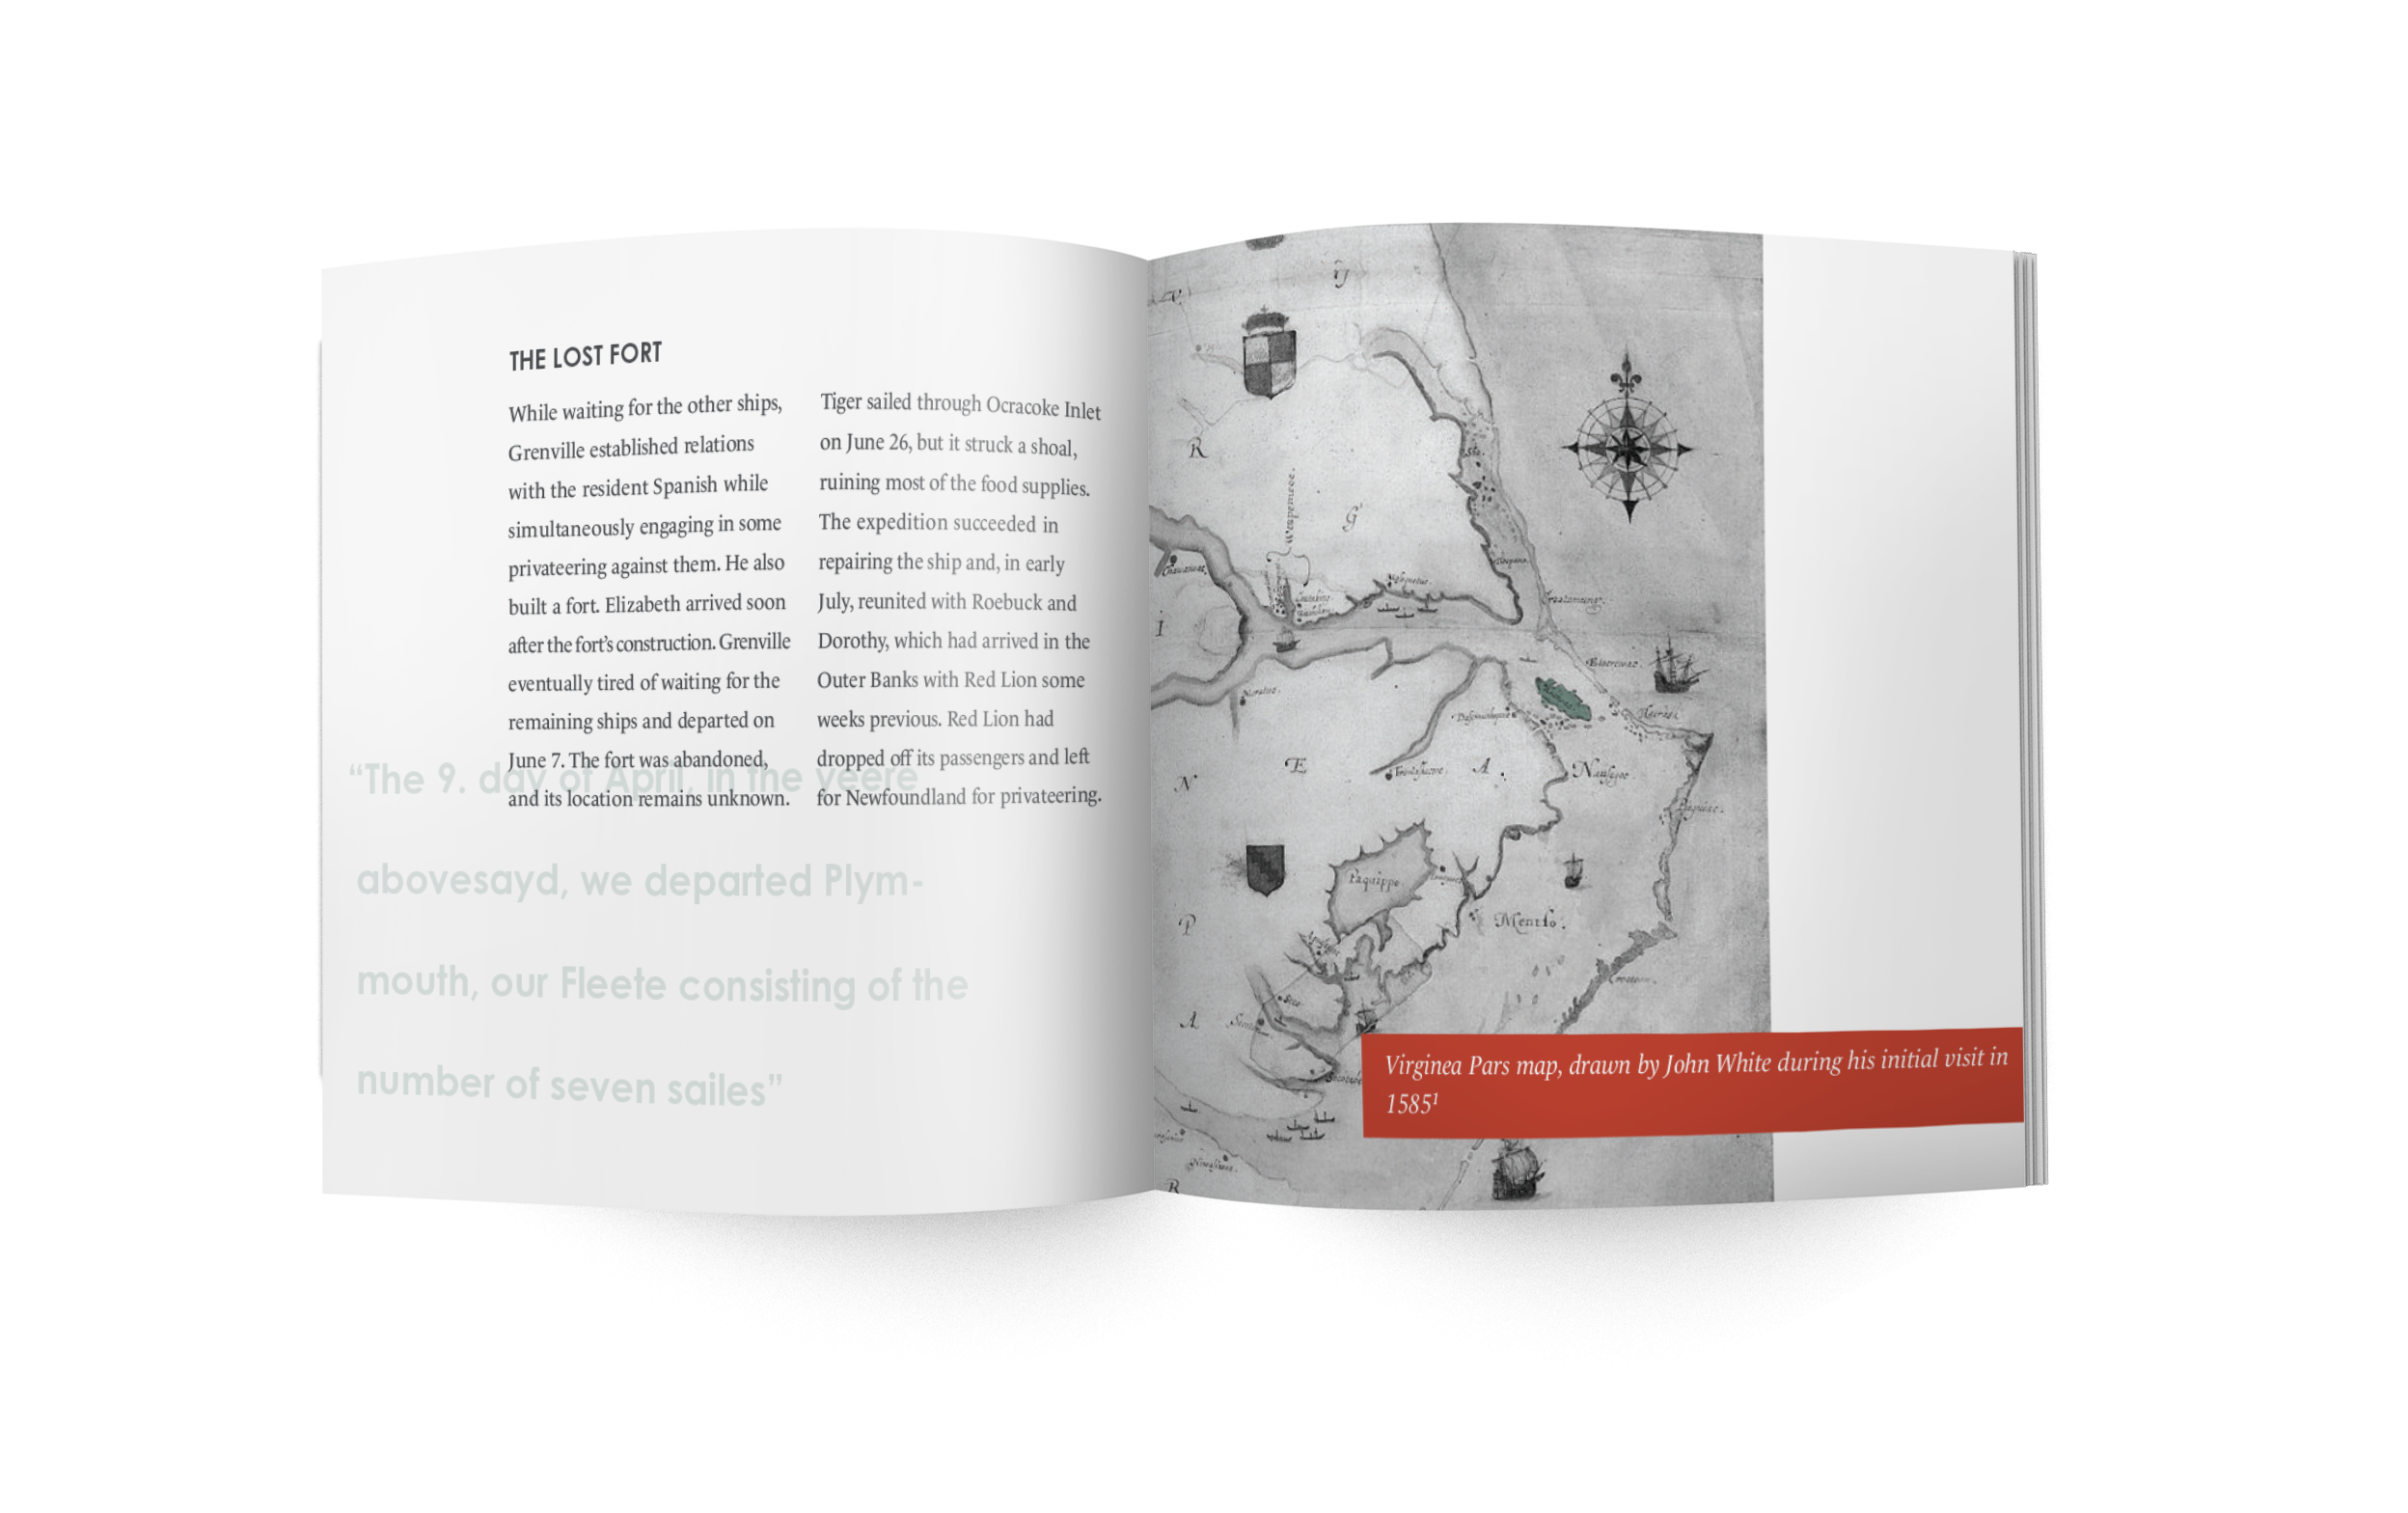 THE LOST FORT
While waiting for the other ships,
Grenville established relations
with the resident Spanish while
simultaneously engaging in some
privateering against them. He also
built a fort. Elizabeth arrived soon
after the fort’s construction. Grenville
eventually tired of waiting for the
remaining ships and departed on
June 7. The fort was abandoned,
and its location remains unknown.
Tiger sailed through Ocracoke Inlet
on June 26, but it struck a shoal,
ruining most of the food supplies.
The expedition succeeded in
repairing the ship and, in early
July, reunited with Roebuck and
Dorothy, which had arrived in the
Outer Banks with Red Lion some
weeks previous. Red Lion had
dropped off its passengers and left
for Newfoundland for privateering.
“The 9. day of April, in the yeere
abovesayd, we departed Plym-
mouth, our Fleete consisting of the
number of seven sailes”
R
G
I
N
E
A
P
Paquippe
Mentso
A
R
Virginea Pars map, drawn by John White during his initial visit in
1585¹